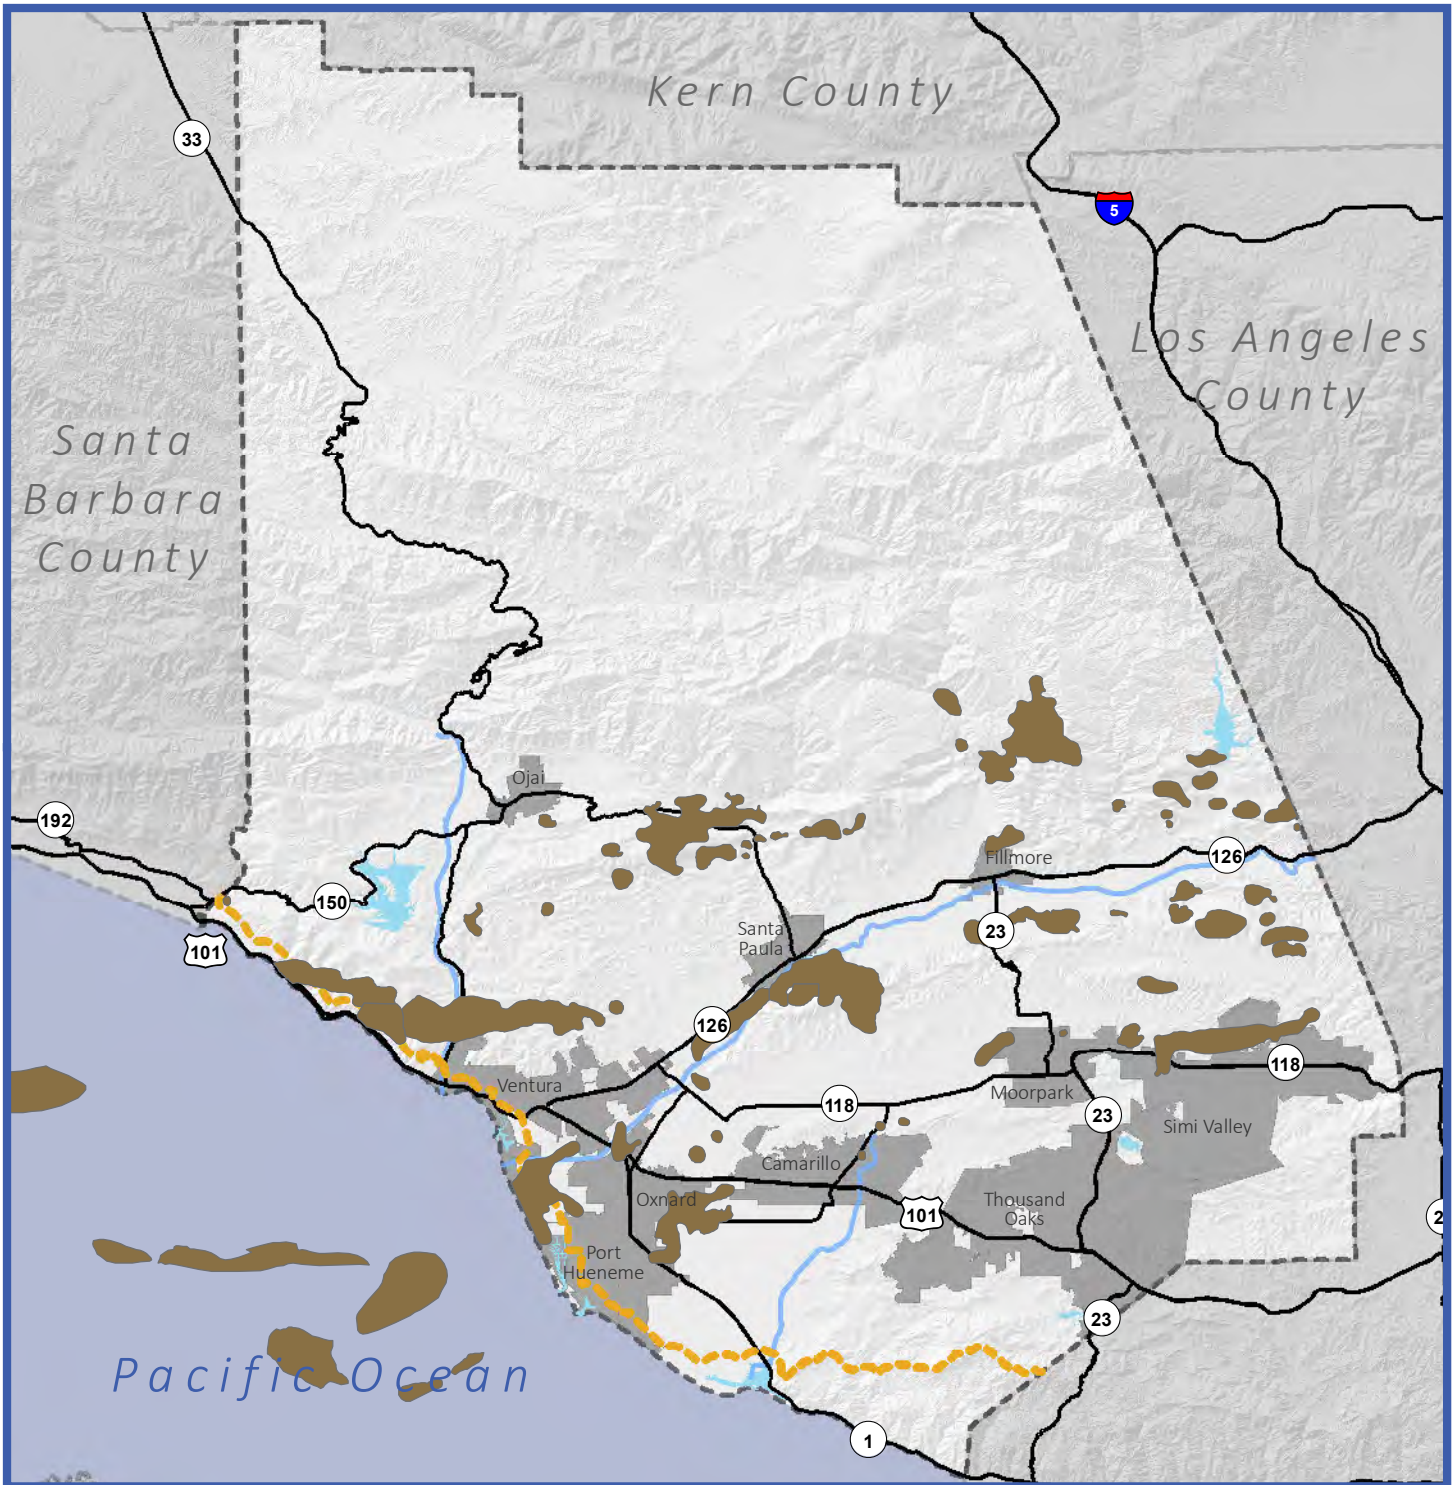 Kern County
33
5
Los Angeles
County
Santa
Barbara
County
Ojai
192
Fillmore
126
150
23
Santa
Paula
101
126
118
Ventura
Moorpark
118
23
Simi Valley
Camarillo
Oxnard
Thousand
Oaks
101
2
Port
Hueneme
23
Pacific Ocean
1